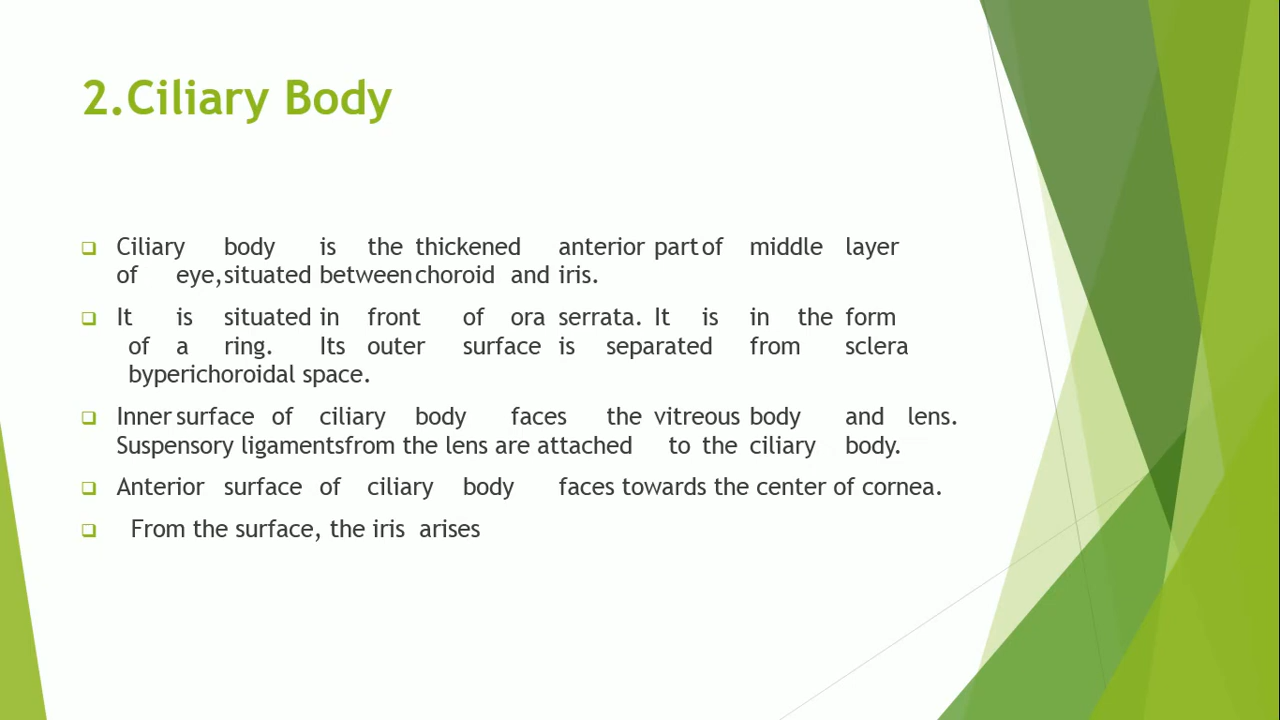 2.Ciliary Body
Ciliary body is the thickened anterior part of middle layer
of eye,situated between choroid and iris.
It is situated in front of ora serrata. It is in the form
of a ring. Its outer surface is separated from sclera
byperichoroidal space.
Inner surface of ciliary body faces the vitreous body and lens.
Suspensory ligamentsfrom the lens are attached to the ciliary body.
Anterior surface of ciliary body faces towards the center of cornea.
From the surface, the iris arises